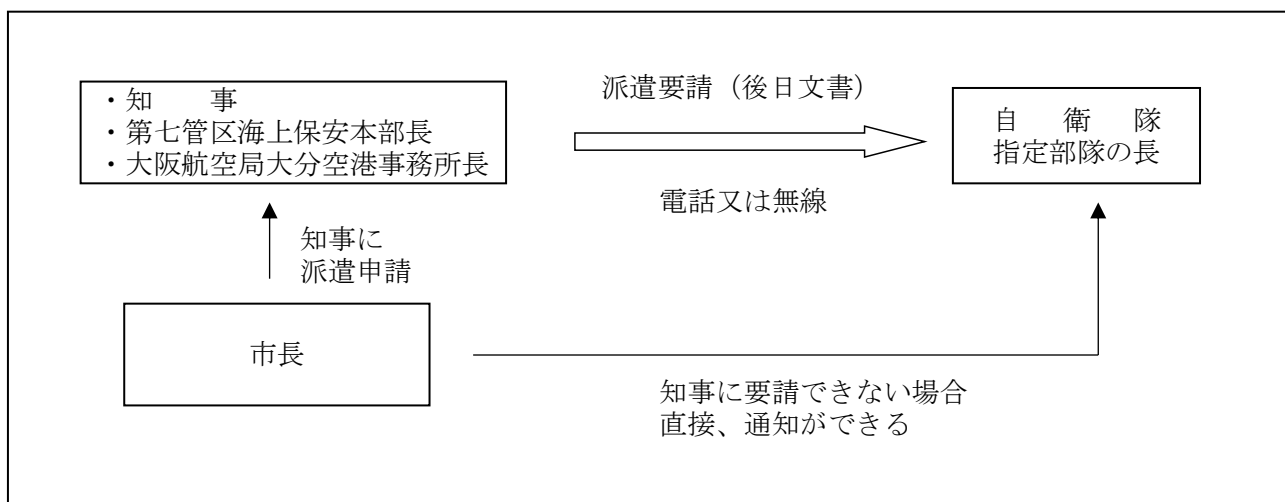 ・知　　事
・第七管区海上保安本部長
・大阪航空局大分空港事務所長
派遣要請（後日文書）
電話又は無線
自　衛　隊
指定部隊の長
知事に
派遣申請
市長
知事に要請できない場合
直接、通知ができる